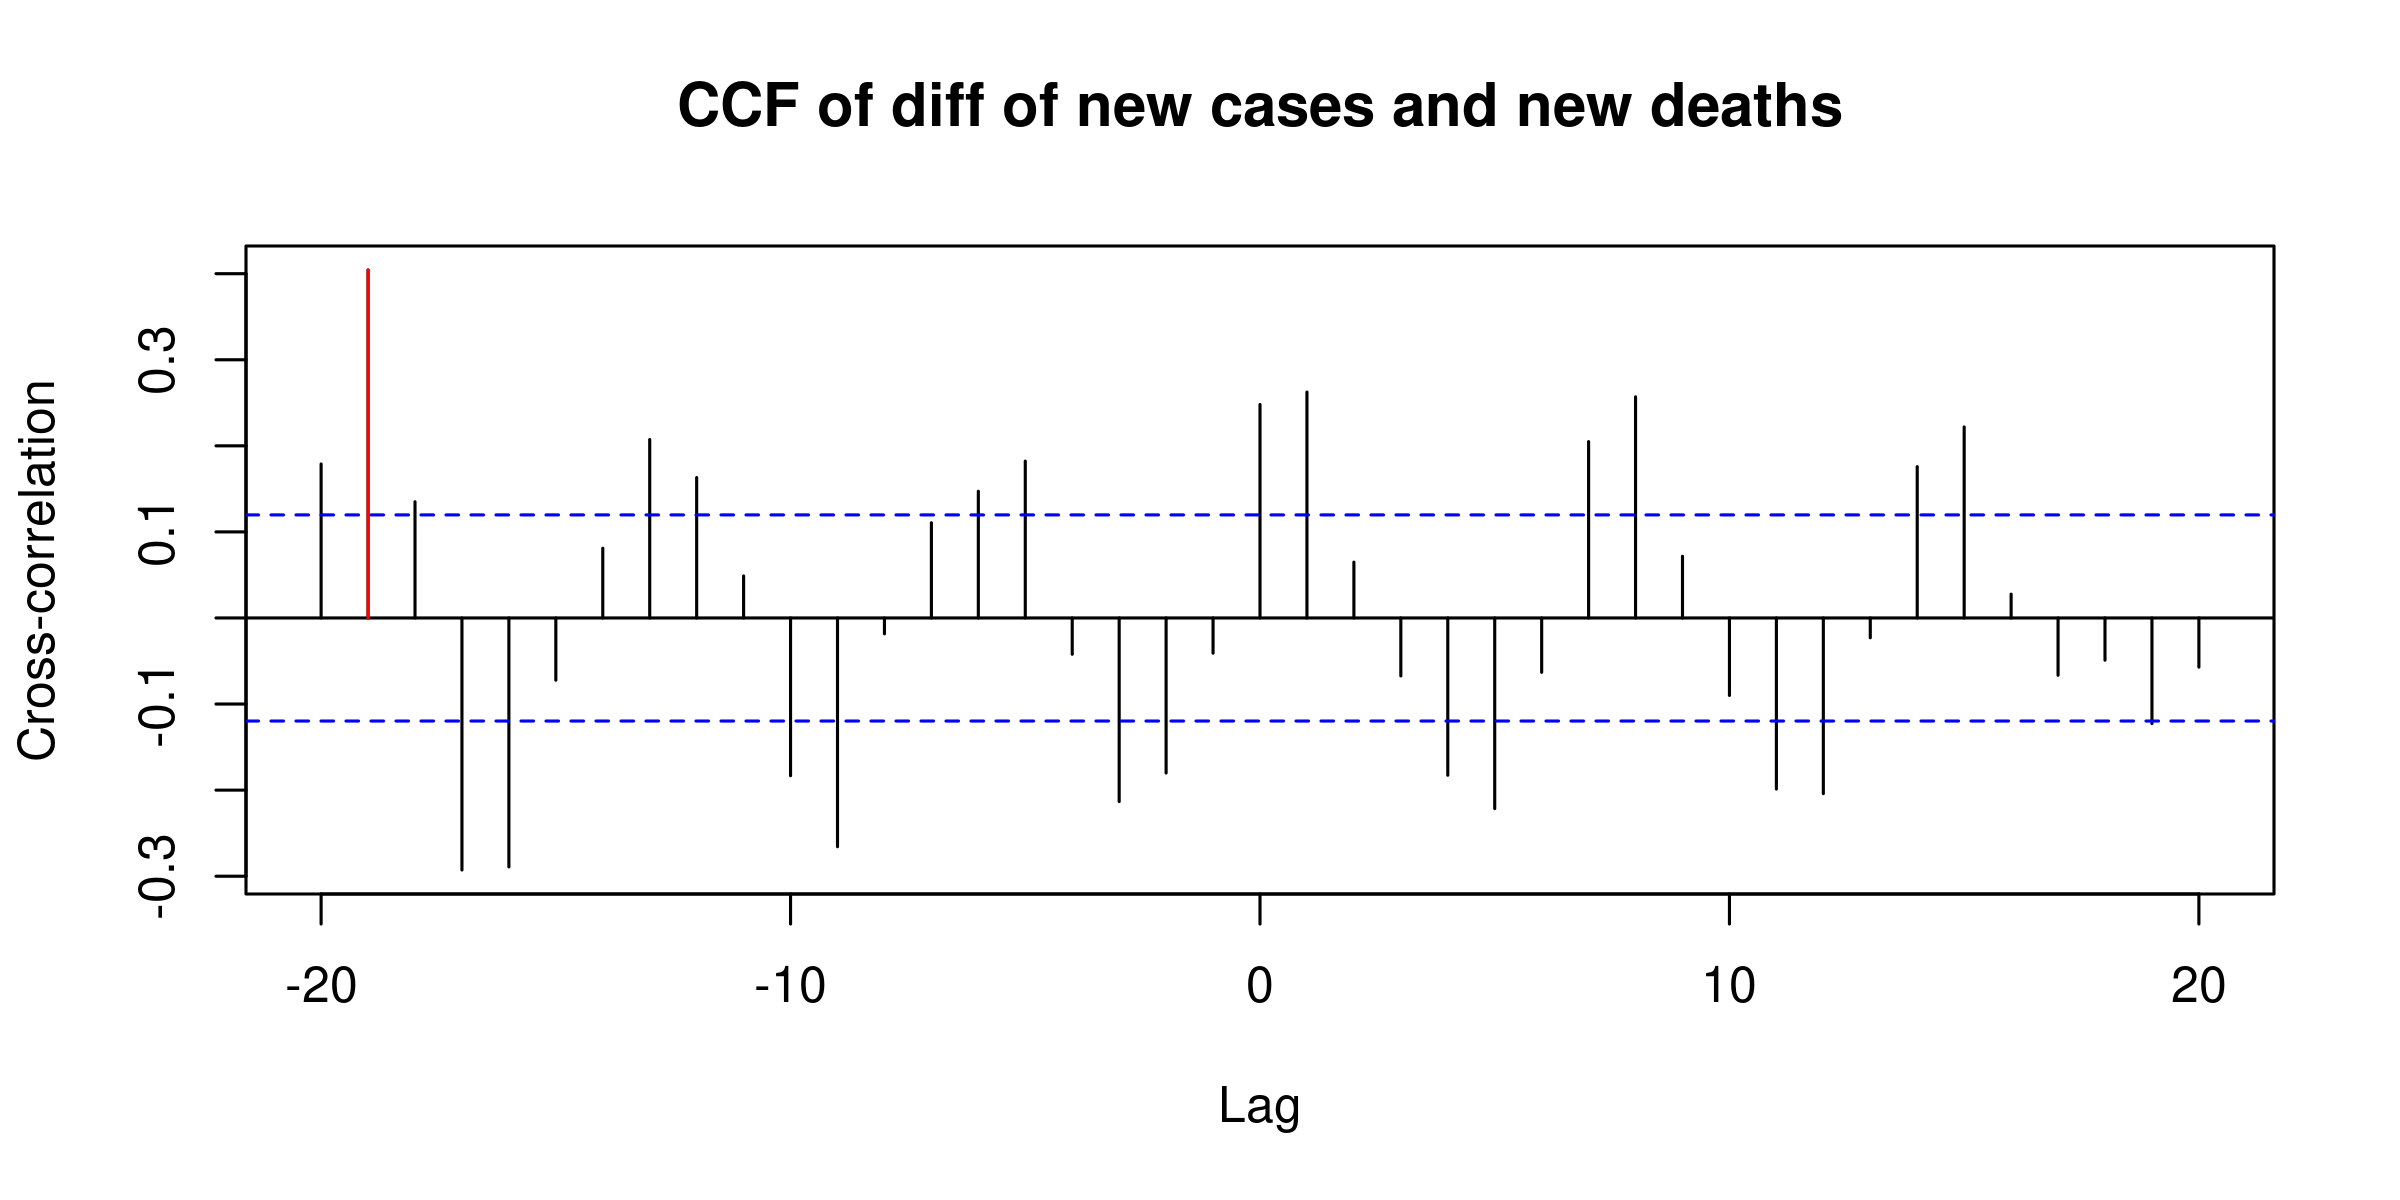 CCF of diff of new cases and new deaths
Cross-correlation
0.3
0.1
-0.1
-0.3
-20 -10 0 10 20
Lag